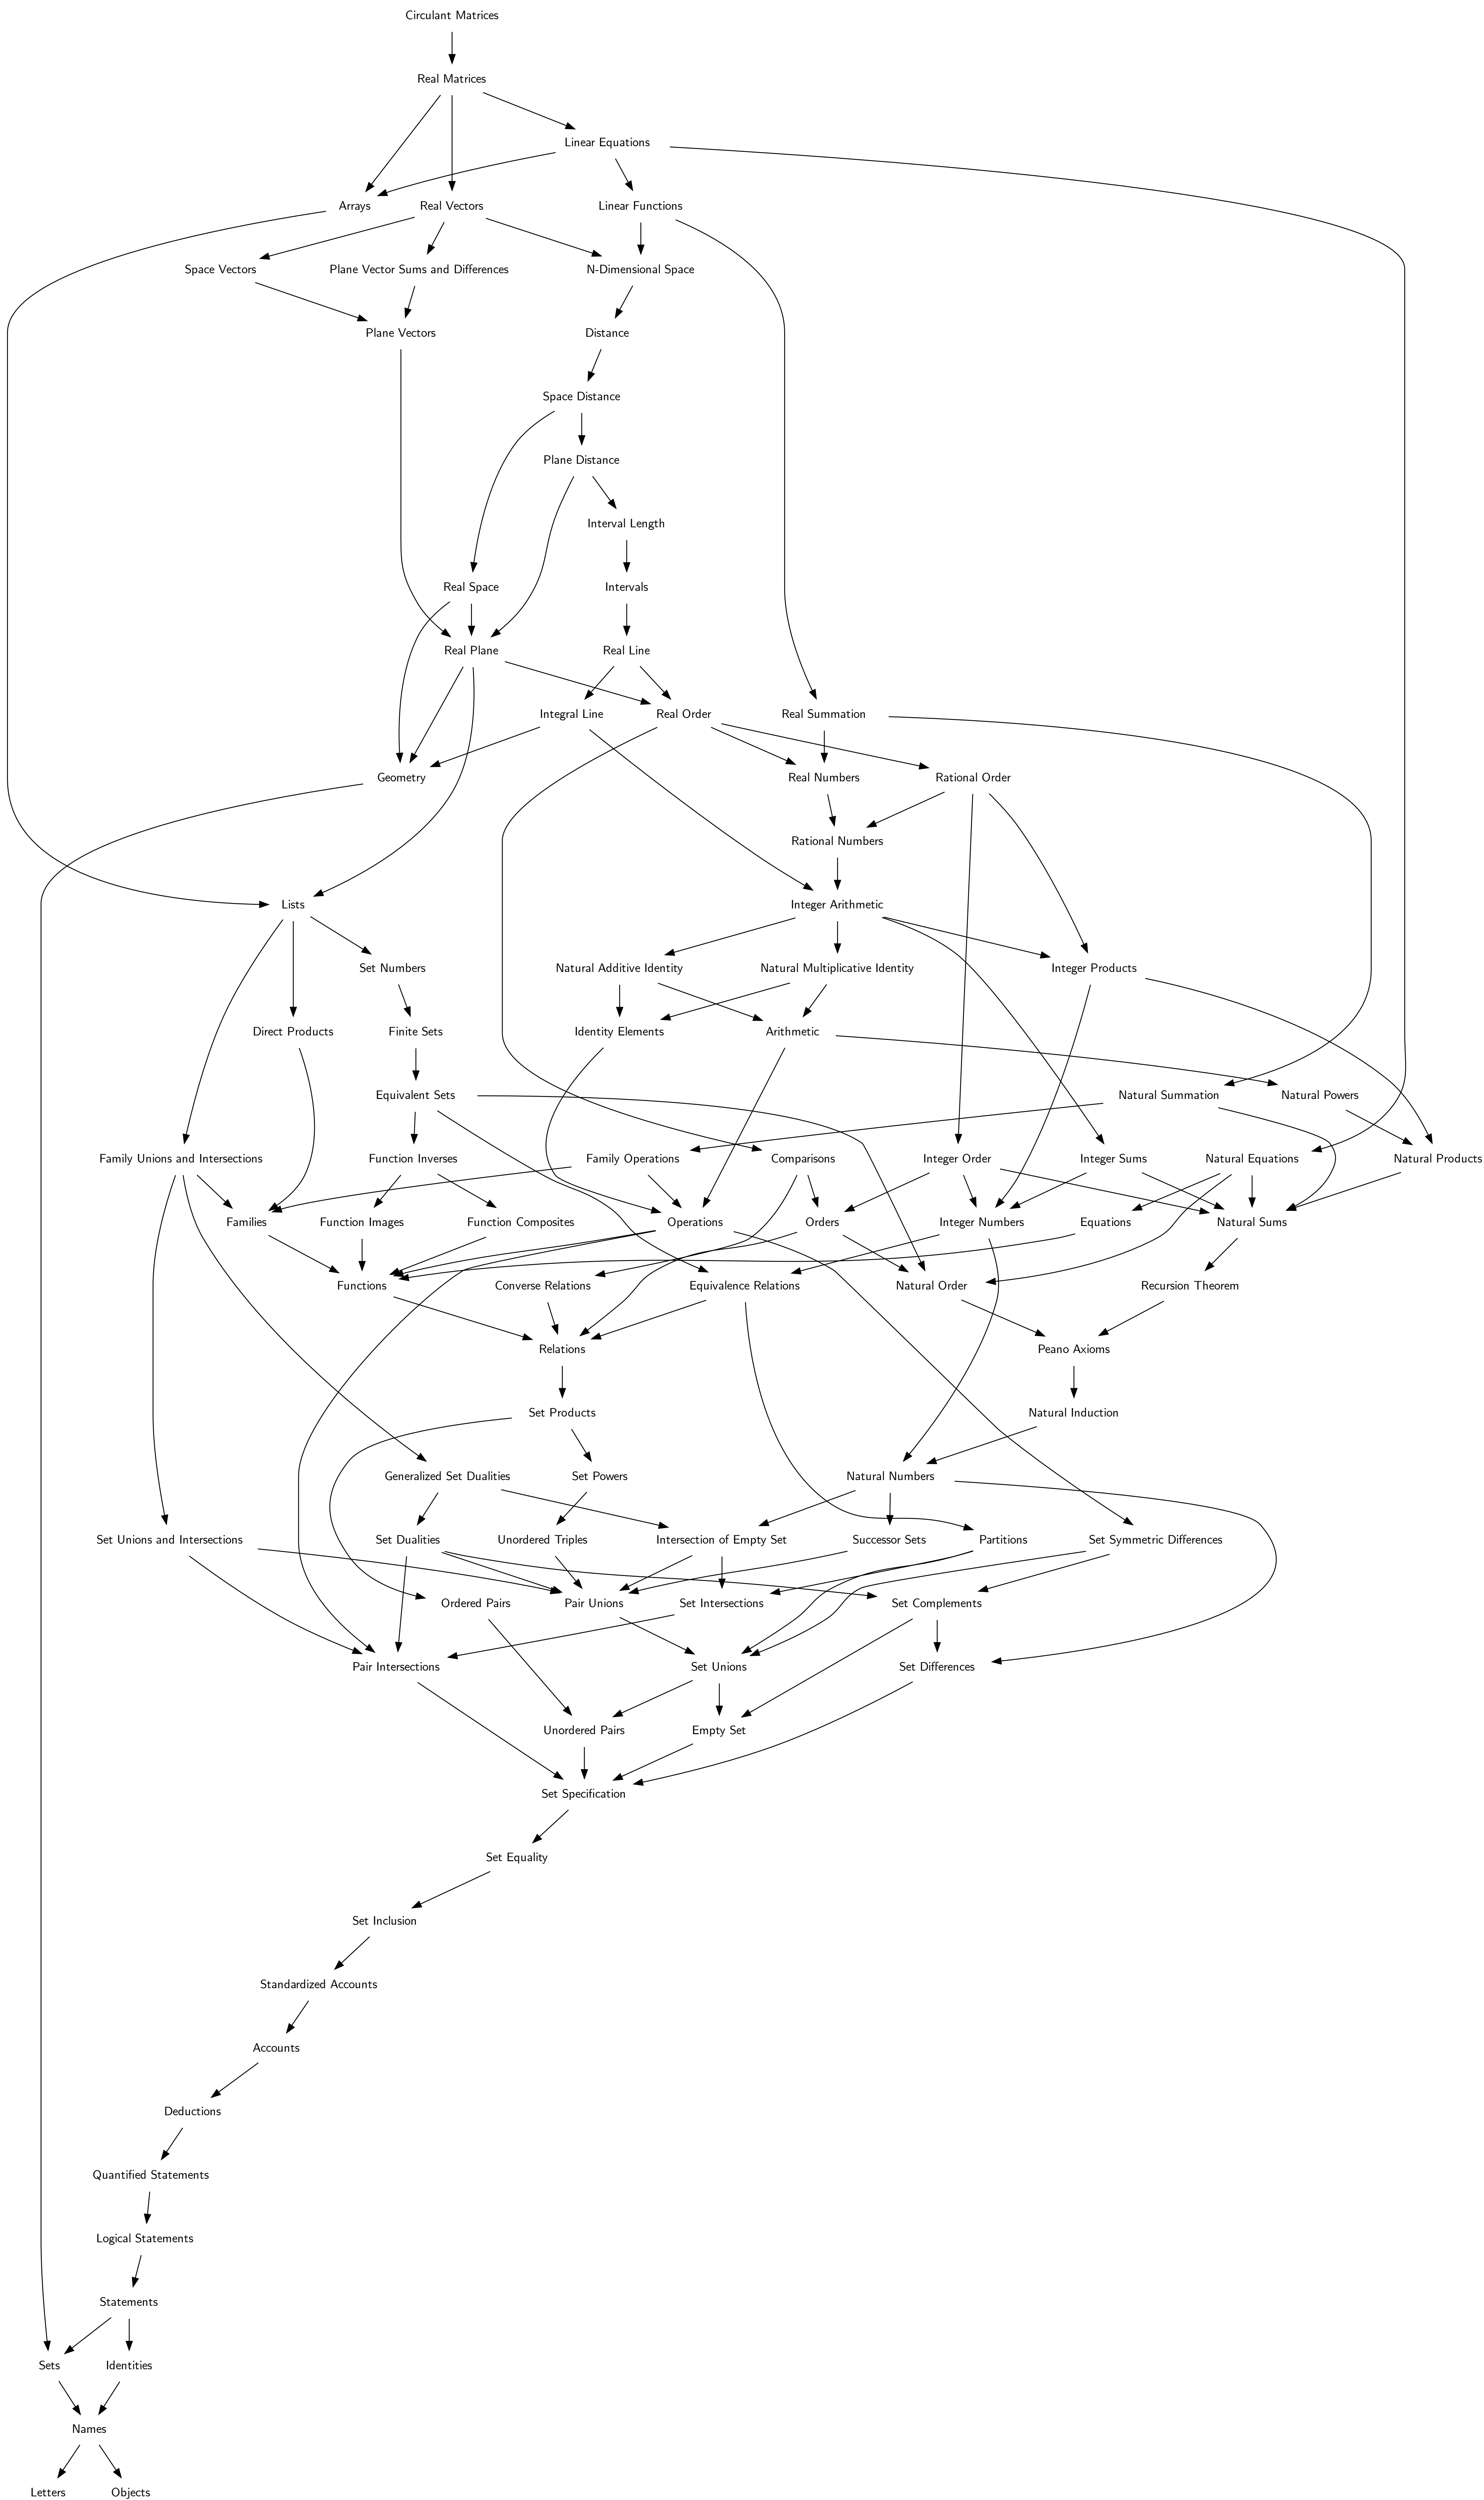 Circulant Matrices
Real Matrices
Linear Equations
Arrays
Real Vectors
Linear Functions
Space Vectors
Plane Vector Sums and Differences
N-Dimensional Space
Plane Vectors
Distance
Space Distance
Plane Distance
Interval Length
Real Space
Intervals
Real Plane
Real Line
Integral Line
Real Order
Real Summation
Geometry
Real Numbers
Rational Order
Rational Numbers
Lists
Integer Arithmetic
Set Numbers
Natural Additive Identity
Natural Multiplicative Identity
Integer Products
Direct Products
Finite Sets
Identity Elements
Arithmetic
Equivalent Sets
Natural Summation
Natural Powers
Family Unions and Intersections
Function Inverses
Family Operations
Comparisons
Integer Order
Integer Sums
Natural Equations
Natural Products
Families
Function Images
Function Composites
Operations
Orders
Integer Numbers
Equations
Natural Sums
Functions
Converse Relations
Equivalence Relations
Natural Order
Recursion Theorem
Relations
Peano Axioms
Set Products
Natural Induction
Generalized Set Dualities
Set Powers
Natural Numbers
Set Unions and Intersections
Set Dualities
Unordered Triples
Intersection of Empty Set
Successor Sets
Partitions
Set Symmetric Differences
Ordered Pairs
Pair Unions
Set Intersections
Set Complements
Pair Intersections
Set Unions
Set Differences
Unordered Pairs
Empty Set
Set Specification
Set Equality
Set Inclusion
Standardized Accounts
Accounts
Deductions
Quantified Statements
Logical Statements
Statements
Sets
Identities
Names
Letters
Objects